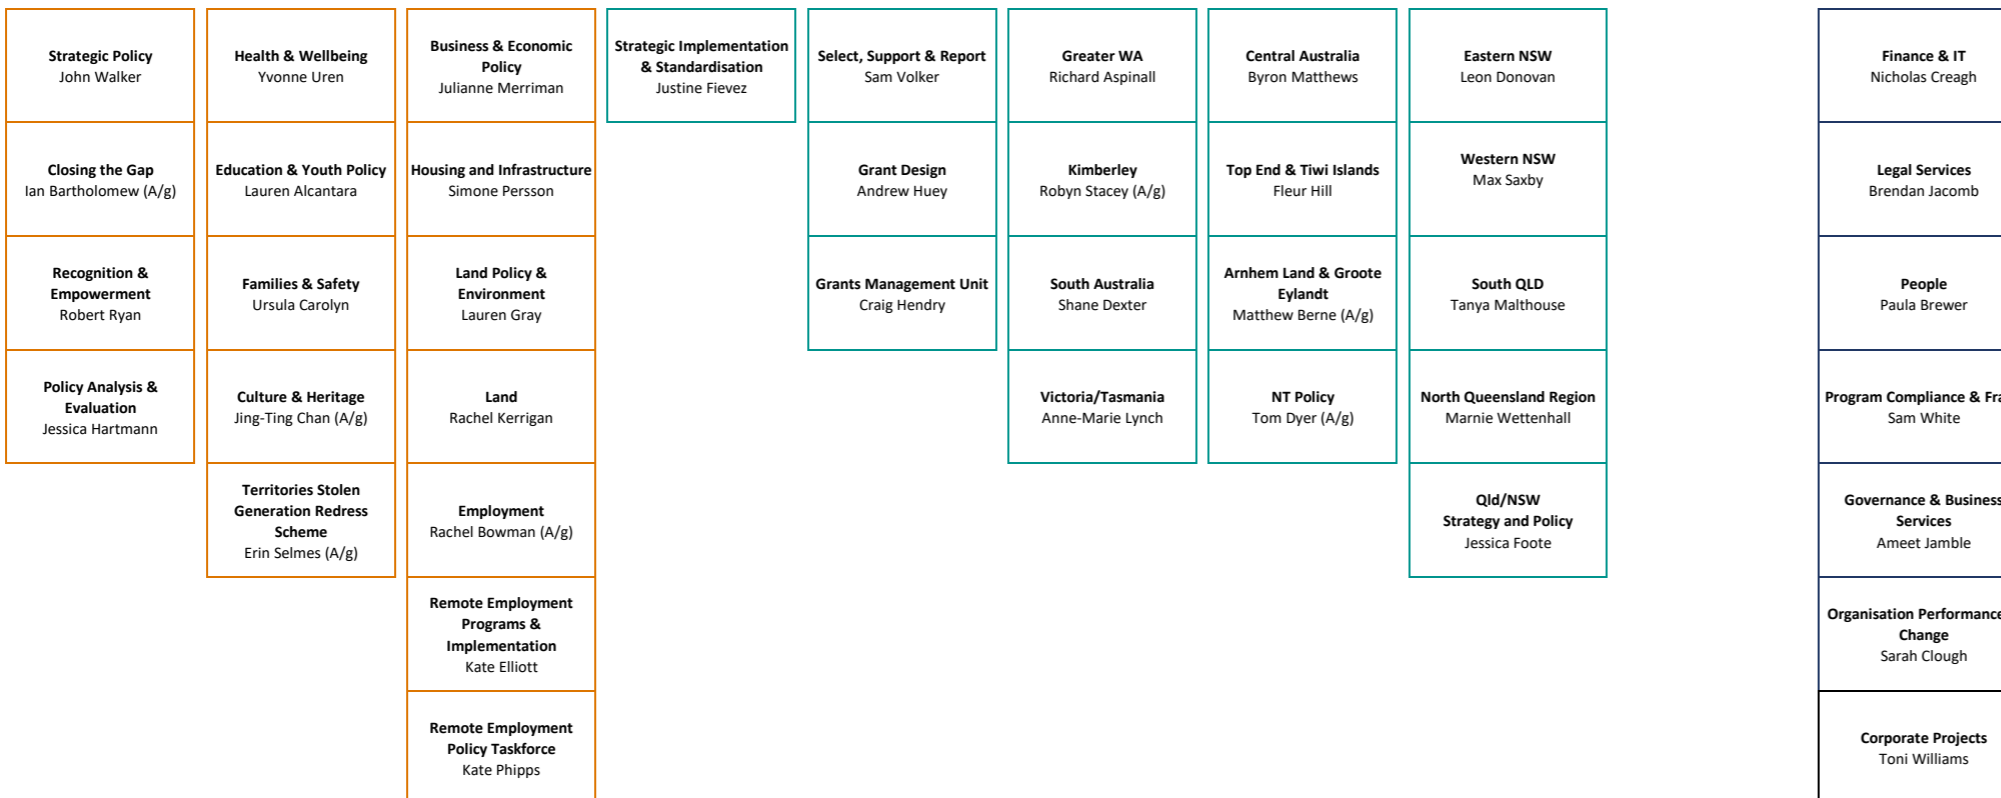 Strategic Policy
John Walker
Closing the Gap
Ian Bartholomew (A/g)
Recognition &
Empowerment
Robert Ryan
Policy Analysis &
Evaluation
Jessica Hartmann
Health & Wellbeing
Yvonne Uren
Education & Youth Policy
Lauren Alcantara
Families & Safety
Ursula Carolyn
Culture & Heritage
Jing-Ting Chan (A/g)
Territories Stolen
Generation Redress
Scheme
Erin Selmes (A/g)
Business & Economic
Policy
Julianne Merriman
Housing and Infrastructure
Simone Persson
Land Policy &
Environment
Lauren Gray
Land
Rachel Kerrigan
Employment
Rachel Bowman (A/g)
Remote Employment
Programs &
Implementation
Kate Elliott
Remote Employment
Policy Taskforce
Kate Phipps
Strategic Implementation
& Standardisation
Justine Fievez
Select, Support & Report
Sam Volker
Grant Design
Andrew Huey
Grants Management Unit
Craig Hendry
Greater WA
Richard Aspinall
Kimberley
Robyn Stacey (A/g)
South Australia
Shane Dexter
Victoria/Tasmania
Anne-Marie Lynch
Central Australia
Byron Matthews
Top End & Tiwi Islands
Fleur Hill
Arnhem Land & Groote
Eylandt
Matthew Berne (A/g)
NT Policy
Tom Dyer (A/g)
Eastern NSW
Leon Donovan
Western NSW
Max Saxby
South QLD
Tanya Malthouse
North Queensland Region
Marnie Wettenhall
Qld/NSW
Strategy and Policy
Jessica Foote
Finance & IT
Nicholas Creagh
Legal Services
Brendan Jacomb
People
Paula Brewer
Program Compliance &
Sam White
Governance & Business
Services
Ameet Jamble
Organisation Performance
Change
Sarah Clough
Corporate Projects
Toni Williams